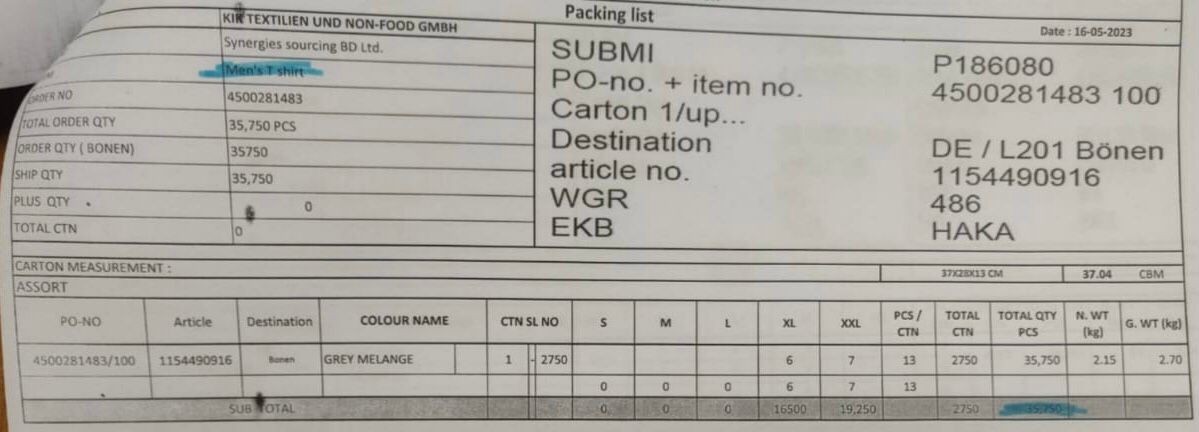 Packing list
KIK TEXTILIEN UND NON-FOOD GMBH
Date : 16-05-2023
Synergies sourcing BD Ltd.
Men's T shirt
ORDER NO 4500281483
TOTAL ORDER QTY 35,750 PCS
ORDER QTY ( BONEN) 35750
SHIP QTY 35,750
PLUS QTY 0
TOTAL CTN 0
SUBMI P186080
PO-no. + item no. 4500281483 100
Carton 1/up...
Destination DE / L201 Bönen
article no. 1154490916
WGR 486
EKB HAKA
CARTON MEASUREMENT : 37X28X13 CM 37.04 CBM
ASSORT
PO-NO Article Destination COLOUR NAME CTN SL NO S M L XL XXL PCS / CTN TOTAL CTN TOTAL QTY PCS N. WT (kg) G. WT (kg)
4500281483/100 1154490916 Bonen GREY MELANGE 1 - 2750 6 7 13 2750 35,750 2.15 2.70
0 0 0 6 7 13
SUB TOTAL 0 0 0 16500 19,250 2750 35,750